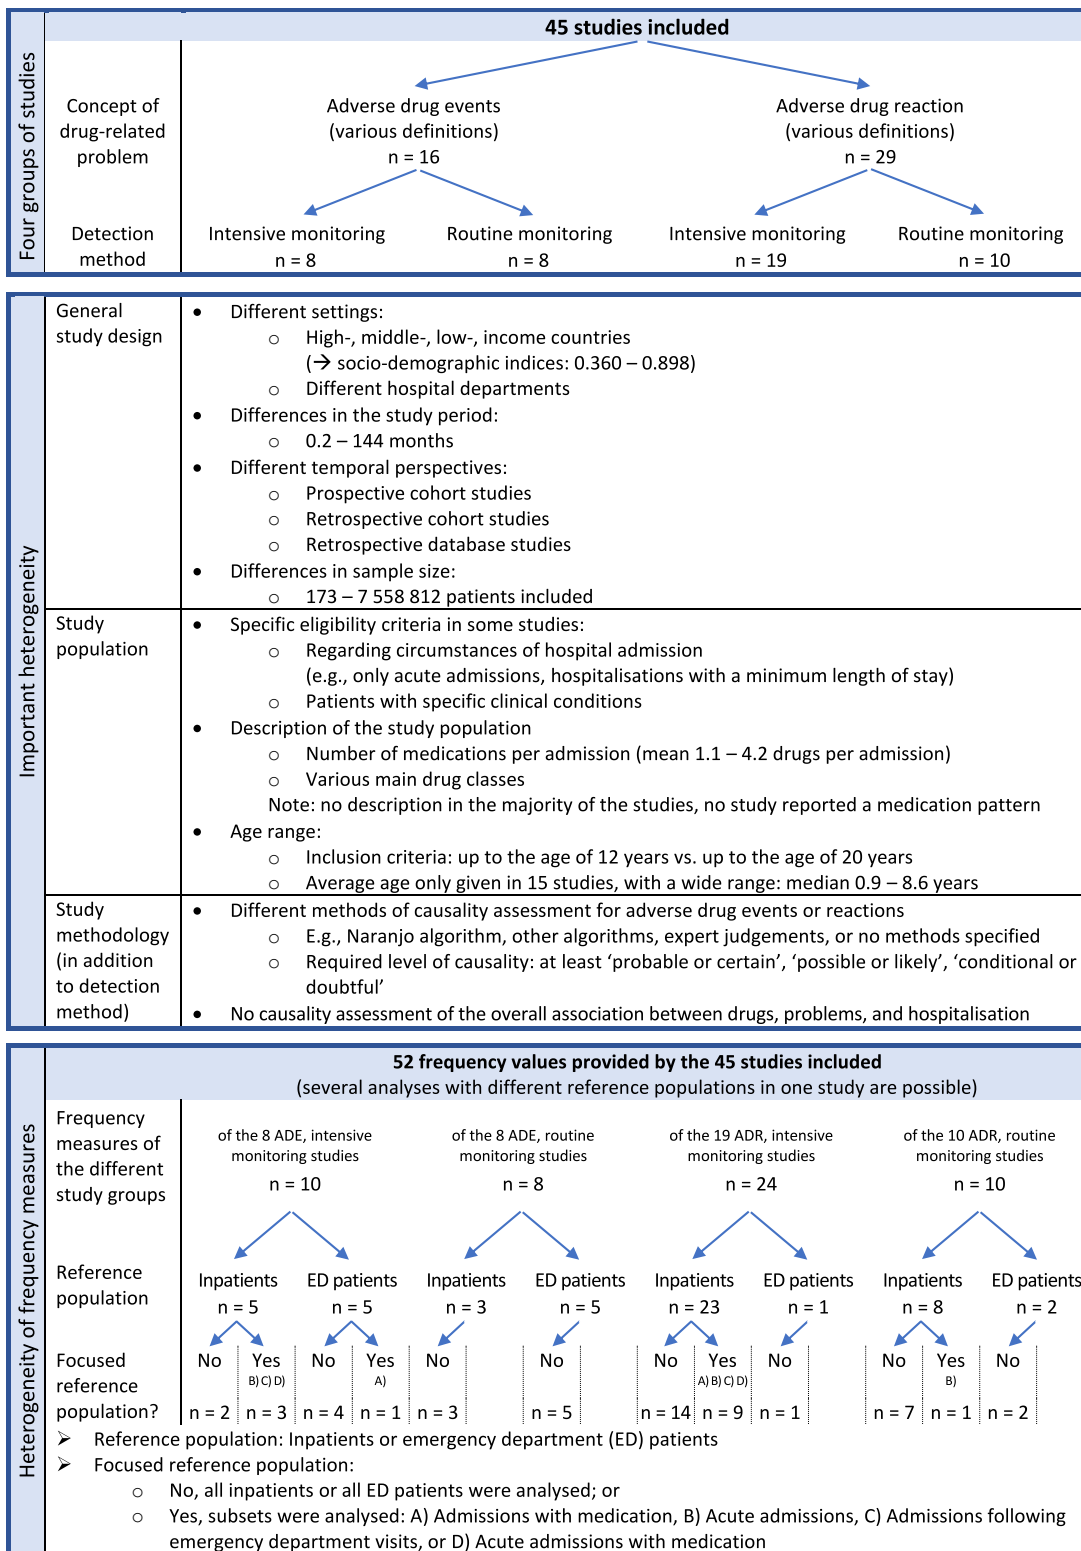 45 studies included
Four groups of studies
Concept of
drug-related
problem
Adverse drug events
(various definitions)
n = 16
Adverse drug reaction
(various definitions)
n = 29
Detection
method
Intensive monitoring
n = 8
Routine monitoring
n = 8
Intensive monitoring
n = 19
Routine monitoring
n = 10
Important heterogeneity
General
study design
• Different settings:
o High-, middle-, low-, income countries
(→ socio-demographic indices: 0.360 – 0.898)
o Different hospital departments
• Differences in the study period:
o 0.2 – 144 months
• Different temporal perspectives:
o Prospective cohort studies
o Retrospective cohort studies
o Retrospective database studies
• Differences in sample size:
o 173 – 7 558 812 patients included
Study
population
• Specific eligibility criteria in some studies:
o Regarding circumstances of hospital admission
(e.g., only acute admissions, hospitalisations with a minimum length of stay)
o Patients with specific clinical conditions
• Description of the study population
o Number of medications per admission (mean 1.1 – 4.2 drugs per admission)
o Various main drug classes
Note: no description in the majority of the studies, no study reported a medication pattern
• Age range:
o Inclusion criteria: up to the age of 12 years vs. up to the age of 20 years
o Average age only given in 15 studies, with a wide range: median 0.9 – 8.6 years
Study
methodology
(in addition
to detection
method)
• Different methods of causality assessment for adverse drug events or reactions
o E.g., Naranjo algorithm, other algorithms, expert judgements, or no methods specified
o Required level of causality: at least ‘probable or certain’, ‘possible or likely’, ‘conditional or
doubtful’
• No causality assessment of the overall association between drugs, problems, and hospitalisation
Heterogeneity of frequency measures
52 frequency values provided by the 45 studies included
(several analyses with different reference populations in one study are possible)
Frequency
measures of
the different
study groups
of the 8 ADE, intensive
monitoring studies
n = 10
of the 8 ADE, routine
monitoring studies
n = 8
of the 19 ADR, intensive
monitoring studies
n = 24
of the 10 ADR, routine
monitoring studies
n = 10
Reference
population
Inpatients
n = 5
ED patients
n = 5
Inpatients
n = 3
ED patients
n = 5
Inpatients
n = 23
ED patients
n = 1
Inpatients
n = 8
ED patients
n = 2
Focused
reference
population?
No
n = 2
Yes
B) C) D)
n = 3
No
n = 4
Yes
A)
n = 1
No
n = 3
No
n = 5
No
n = 14
Yes
A) B) C) D)
n = 9
No
n = 1
No
n = 7
Yes
B)
n = 1
No
n = 2
➢ Reference population: Inpatients or emergency department (ED) patients
➢ Focused reference population:
o No, all inpatients or all ED patients were analysed; or
o Yes, subsets were analysed: A) Admissions with medication, B) Acute admissions, C) Admissions following
emergency department visits, or D) Acute admissions with medication